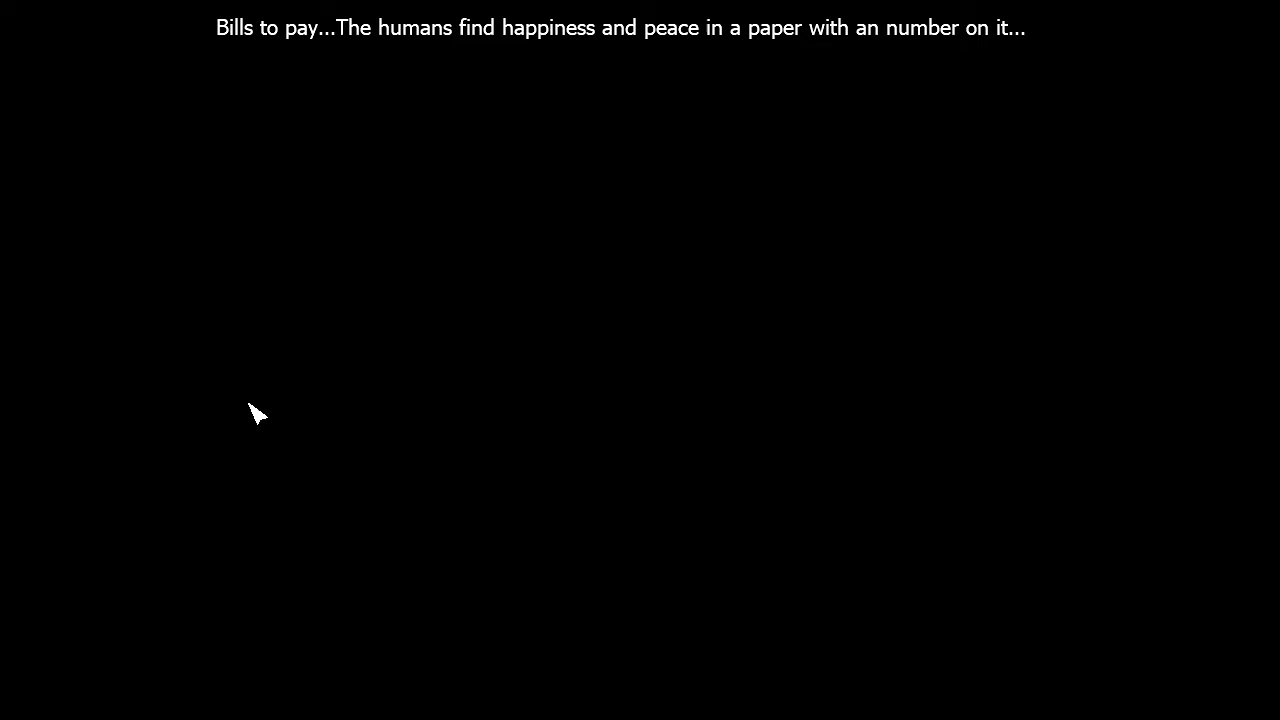 Bills to pay...The humans find happiness and peace in a paper with an number on it...